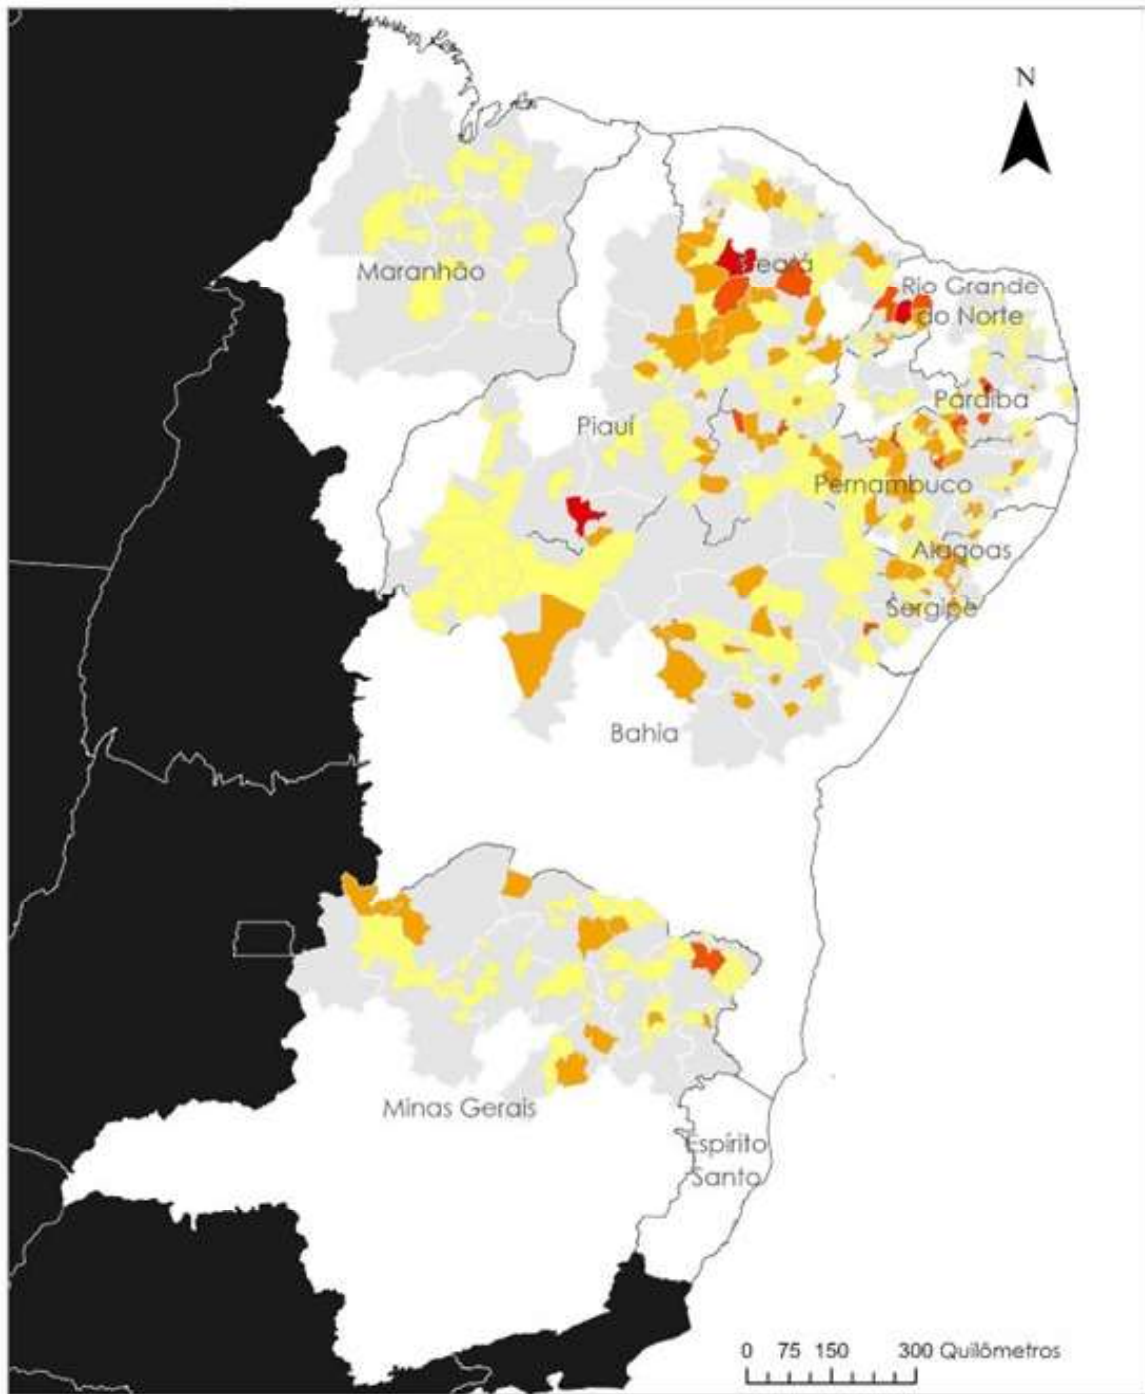 N
Maranhão
Ceará
Rio Grande
do Norte
Paraíba
Piauí
Pernambuco
Alagoas
Sergipe
Bahia
Minas Gerais
Espírito
Santo
0 75 150 300 Quilômetros